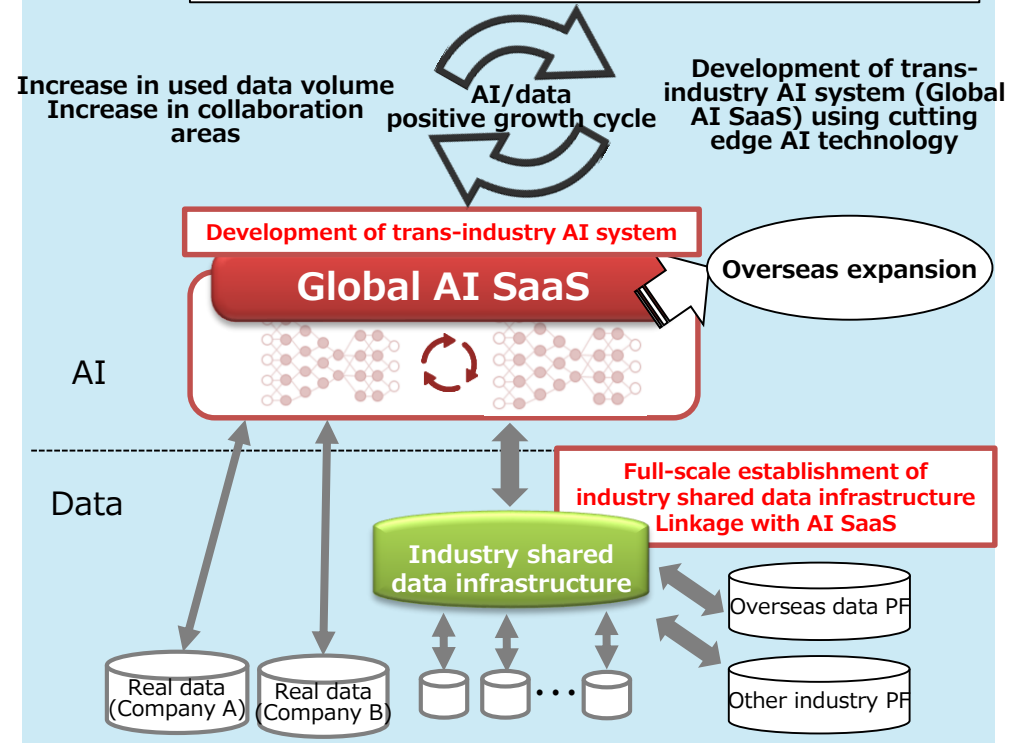 Increase in used data volume
Increase in collaboration
areas
AI/data
positive growth cycle
Development of trans-
industry AI system (Global
AI SaaS) using cutting
edge AI technology
Development of trans-industry AI system
Global AI SaaS
Overseas expansion
AI
Data
Full-scale establishment of
industry shared data infrastructure
Linkage with AI SaaS
Industry shared
data infrastructure
Overseas data PF
Other industry PF
Real data
(Company A)
Real data
(Company B)
...